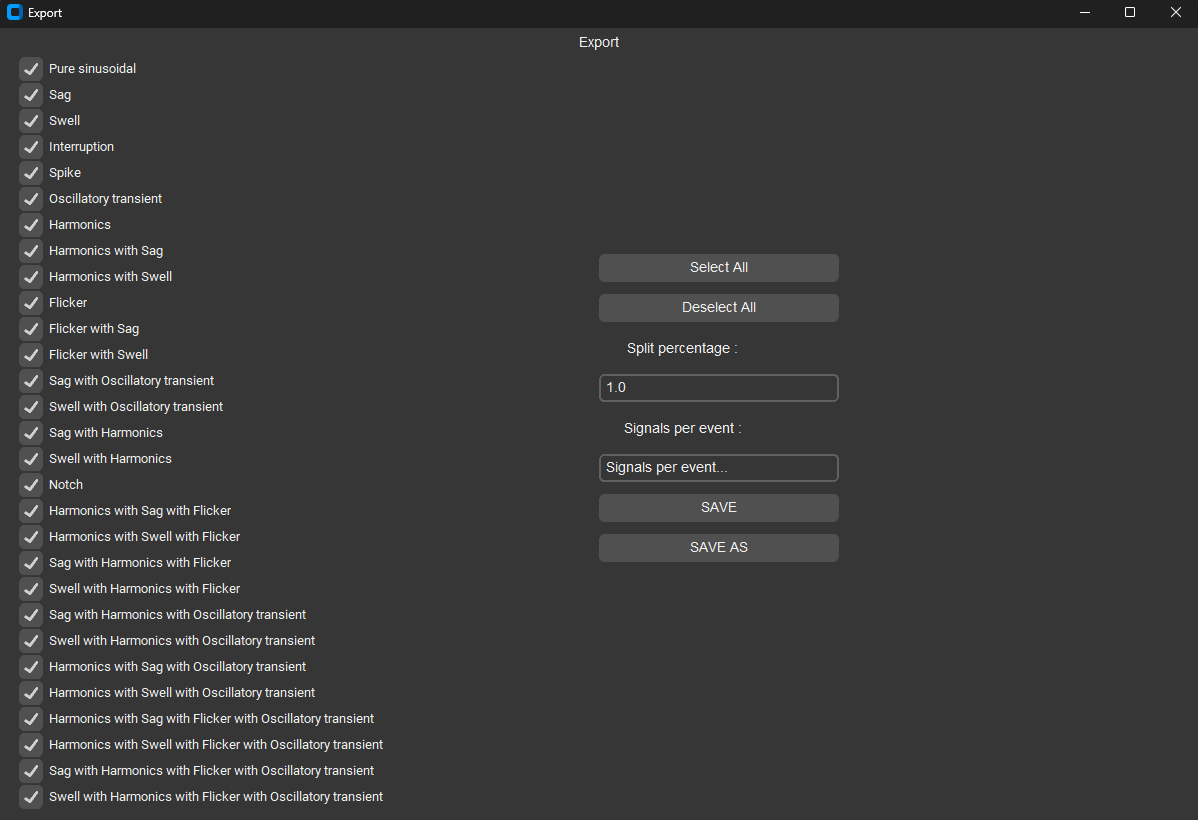 Export
Export
Pure sinusoidal
Sag
Swell
Interruption
Spike
Oscillatory transient
Harmonics
Harmonics with Sag
Harmonics with Swell
Flicker
Flicker with Sag
Flicker with Swell
Sag with Oscillatory transient
Swell with Oscillatory transient
Sag with Harmonics
Swell with Harmonics
Notch
Harmonics with Sag with Flicker
Harmonics with Swell with Flicker
Sag with Harmonics with Flicker
Swell with Harmonics with Flicker
Sag with Harmonics with Oscillatory transient
Swell with Harmonics with Oscillatory transient
Harmonics with Sag with Oscillatory transient
Harmonics with Swell with Oscillatory transient
Harmonics with Sag with Flicker with Oscillatory transient
Harmonics with Swell with Flicker with Oscillatory transient
Sag with Harmonics with Flicker with Oscillatory transient
Swell with Harmonics with Flicker with Oscillatory transient
Select All
Deselect All
Split percentage :
1.0
Signals per event :
Signals per event...
SAVE
SAVE AS